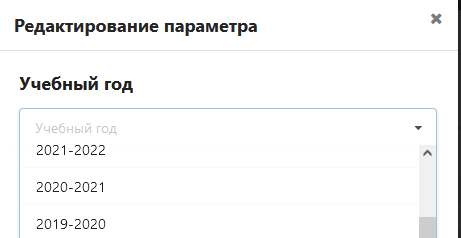 Редактирование параметра
Учебный год
Учебный год
2021-2022
2020-2021
2019-2020